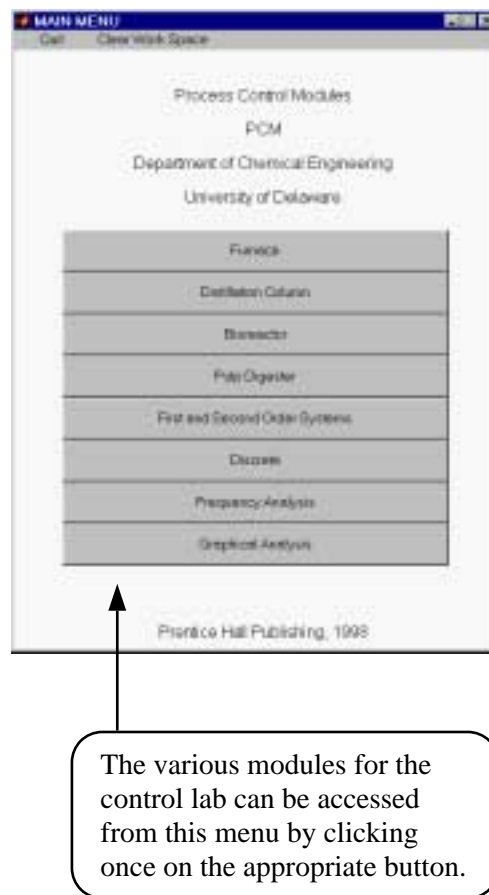 MAIN MENU
Clear Work Space
Process Control Modules
PCM
Department of Chemical Engineering
University of Delaware
Furnace
Distillation Column
Bioreactor
Pulp Digester
First and Second Order Systems
Discrete
Frequency Analysis
Graphical Analysis
Prentice Hall Publishing, 1998
The various modules for the
control lab can be accessed
from this menu by clicking
once on the appropriate button.